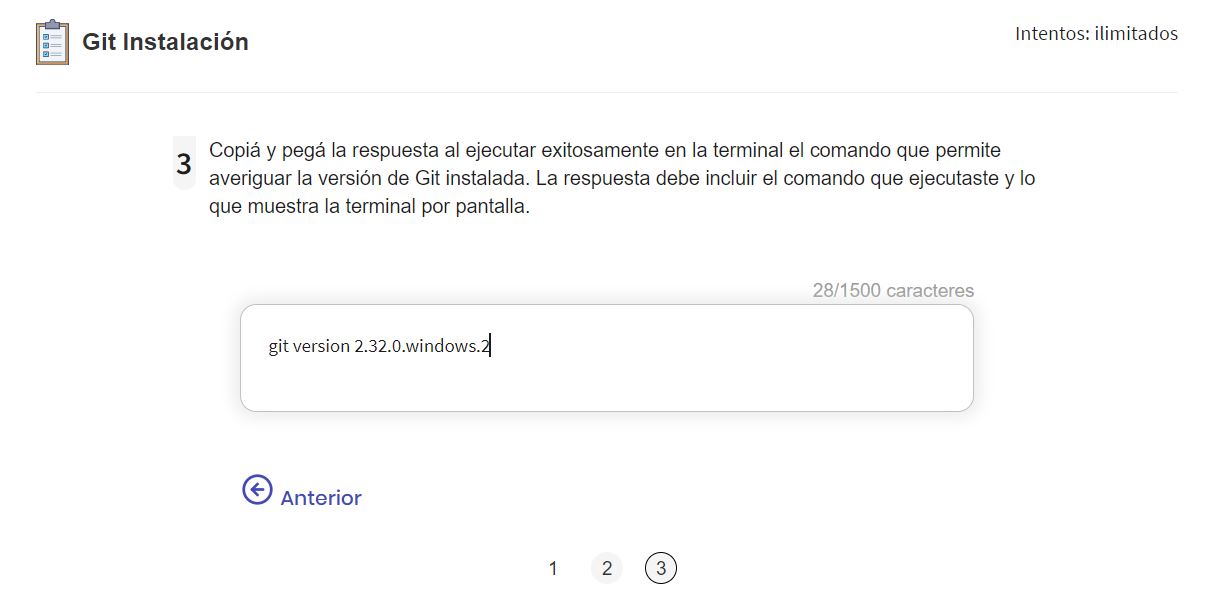 Git Instalación
Intentos: ilimitados
3
Copiá y pegá la respuesta al ejecutar exitosamente en la terminal el comando que permite
averiguar la versión de Git instalada. La respuesta debe incluir el comando que ejecutaste y lo
que muestra la terminal por pantalla.
28/1500 caracteres
git version 2.32.0.windows.2
Anterior
1 2 3